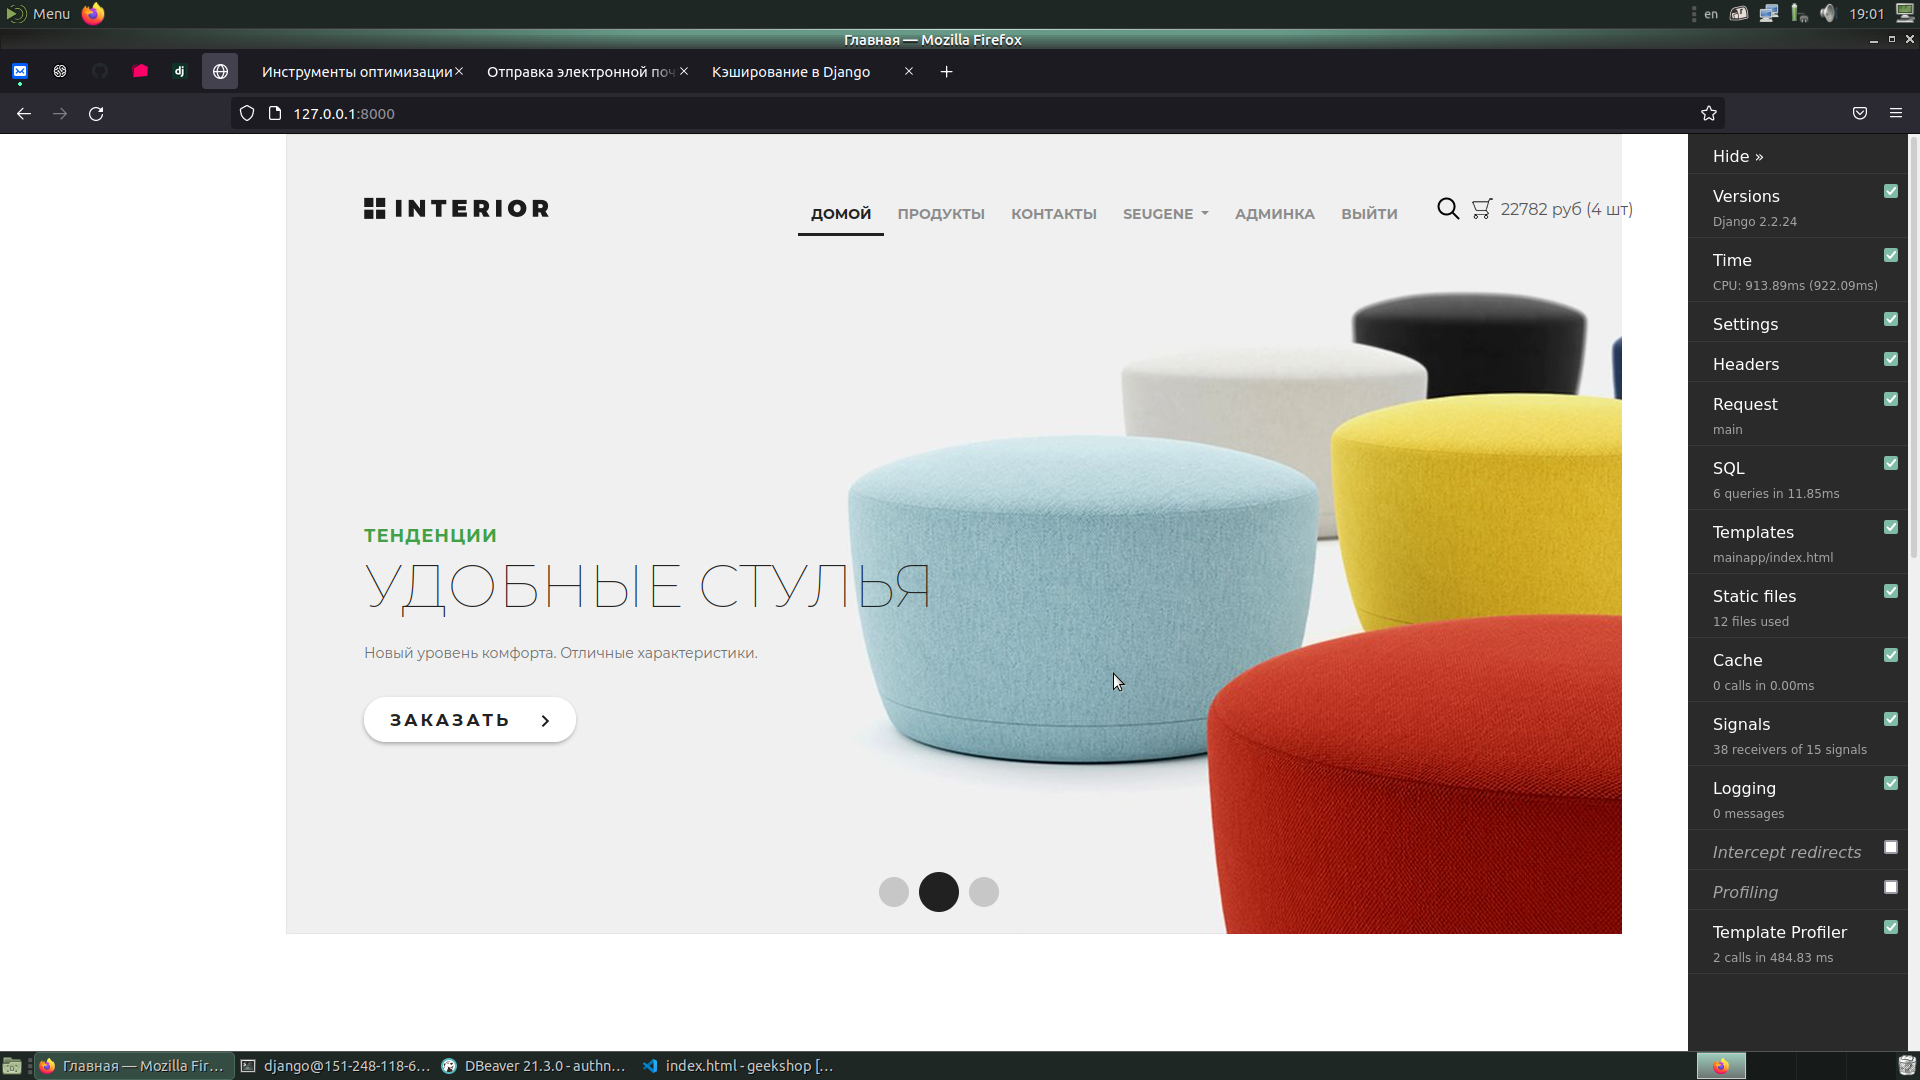 Menu
en
19:01
Главная — Mozilla Firefox
Инструменты оптимизации
Отправка электронной поч
Кэширование в Django
127.0.0.1:8000
INTERIOR
ДОМОЙ
ПРОДУКТЫ
КОНТАКТЫ
SEUGENE
АДМИНКА
ВЫЙТИ
22782 руб (4 шт)
ТЕНДЕНЦИИ
УДОБНЫЕ СТУЛЬЯ
Новый уровень комфорта. Отличные характеристики.
ЗАКАЗАТЬ
Hide »
Versions
Django 2.2.24
Time
CPU: 913.89ms (922.09ms)
Settings
Headers
Request
main
SQL
6 queries in 11.85ms
Templates
mainapp/index.html
Static files
12 files used
Cache
0 calls in 0.00ms
Signals
38 receivers of 15 signals
Logging
0 messages
Intercept redirects
Profiling
Template Profiler
2 calls in 484.83 ms
Главная — Mozilla Fir...
django@151-248-118-6...
DBeaver 21.3.0 - authn...
index.html - geekshop [...